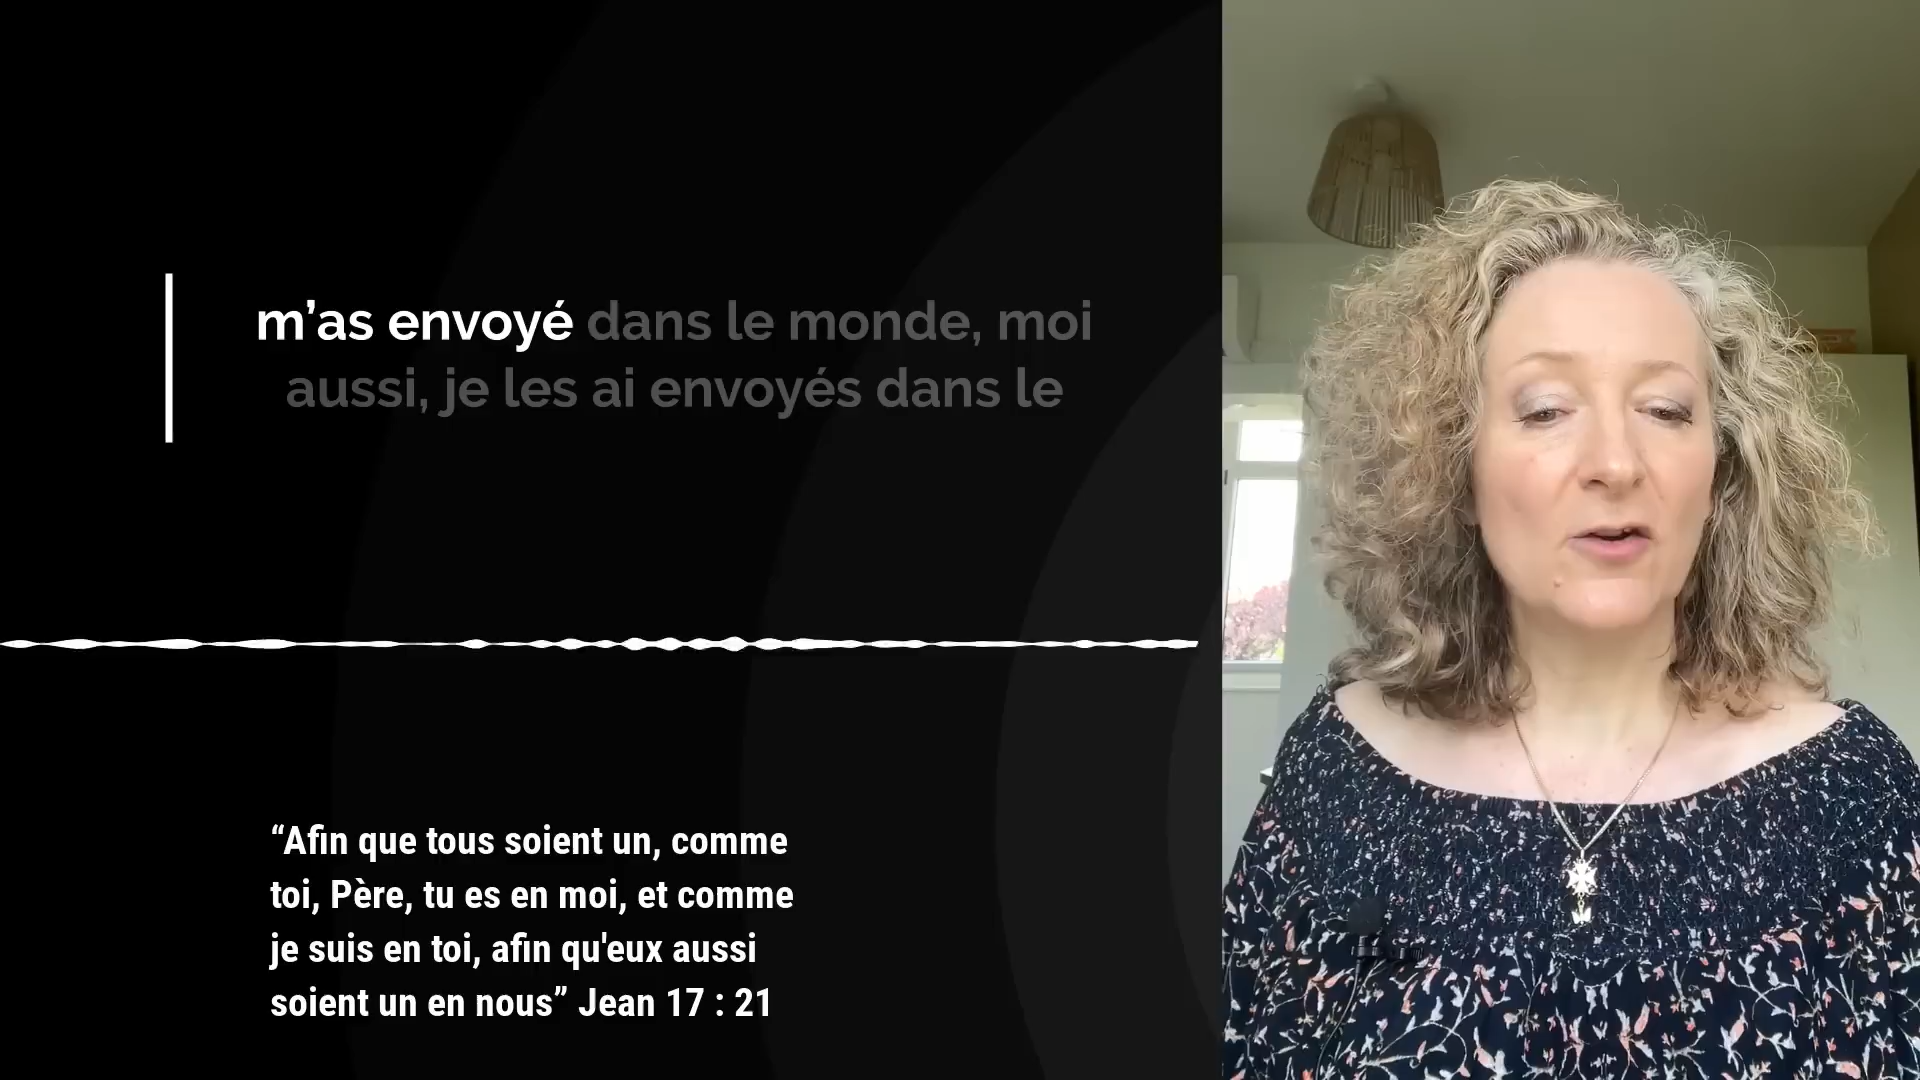 m’as envoyé dans le monde, moi
aussi, je les ai envoyés dans le
“Afin que tous soient un, comme
toi, Père, tu es en moi, et comme
je suis en toi, afin qu'eux aussi
soient un en nous” Jean 17 : 21